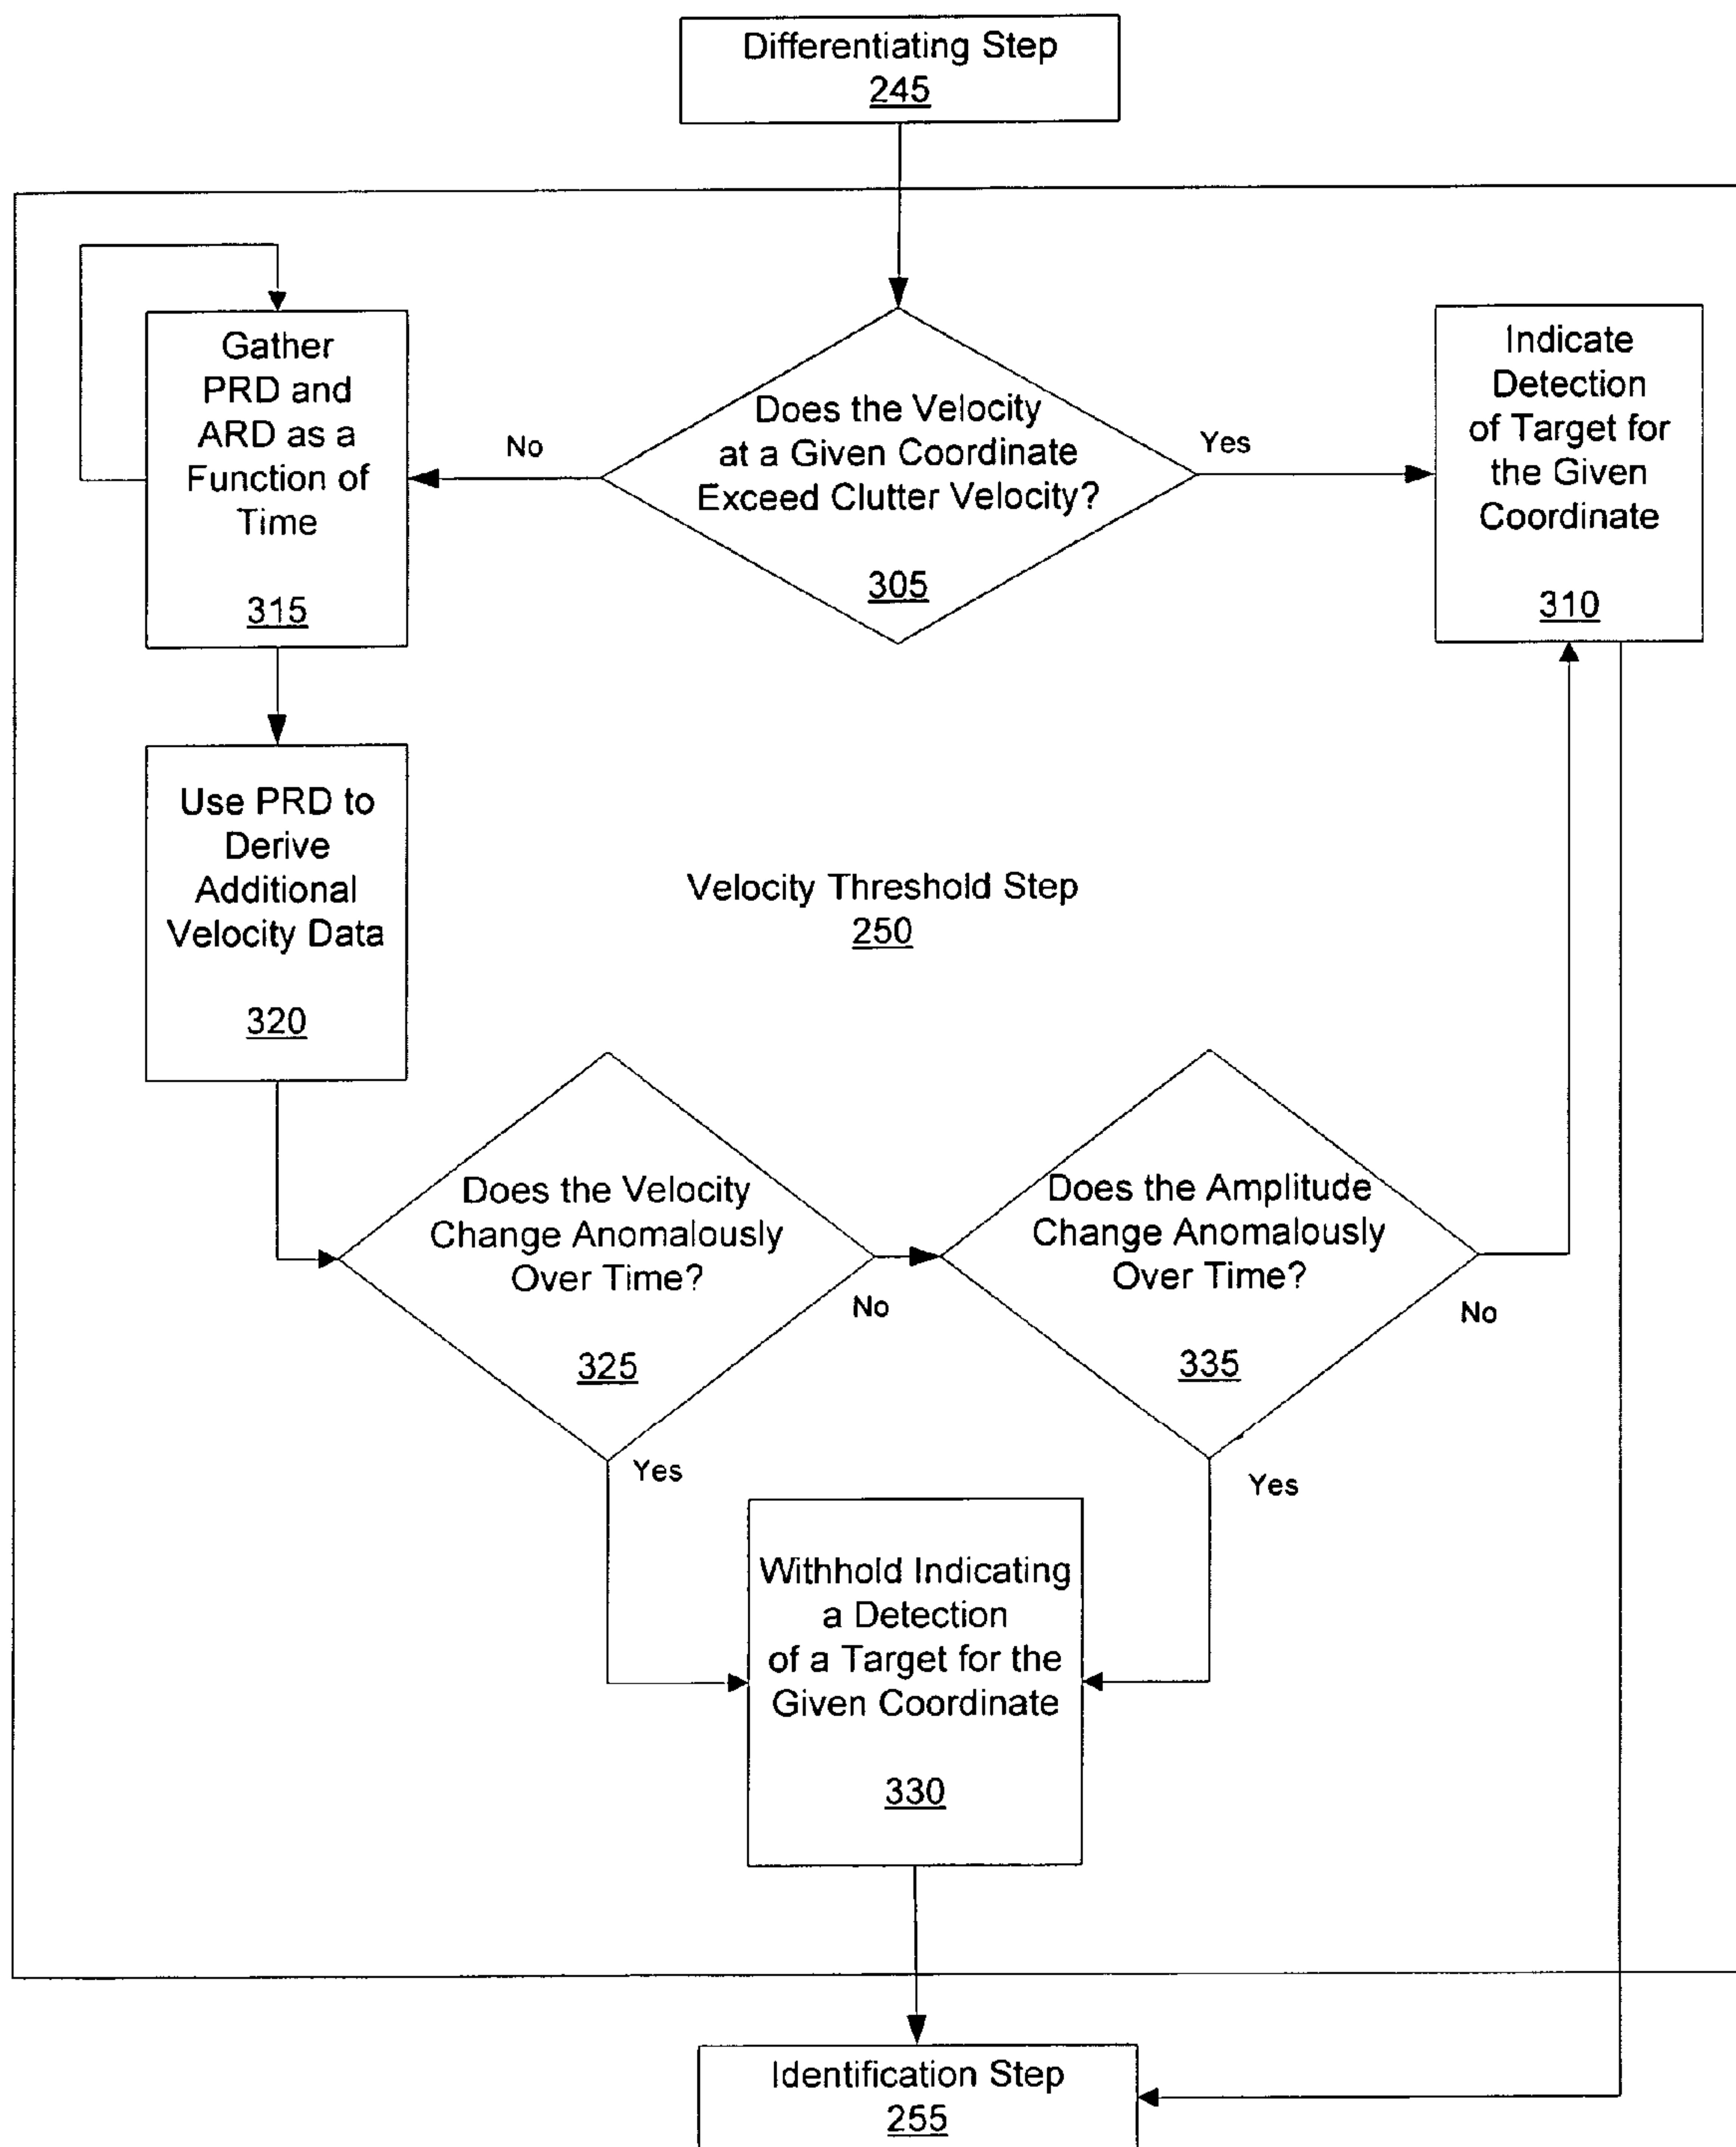 Differentiating Step
245
Gather
PRD and
ARD as a
Function of
Time
315
No
Does the Velocity
at a Given Coordinate
Exceed Clutter Velocity?
305
Yes
Indicate
Detection
of Target for
the Given
Coordinate
310
Use PRD to
Derive
Additional
Velocity Data
320
Velocity Threshold Step
250
Does the Velocity
Change Anomalously
Over Time?
325
No
Yes
Does the Amplitude
Change Anomalously
Over Time?
335
No
Yes
Withhold Indicating
a Detection
of a Target for the
Given Coordinate
330
Identification Step
255